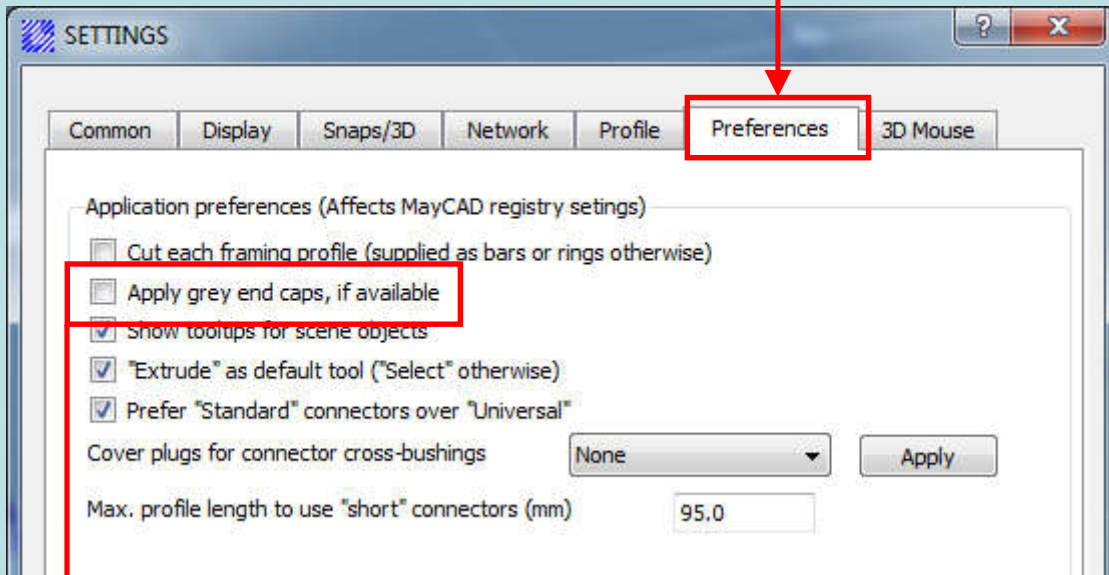 SETTINGS
Common Display Snaps/3D Network Profile Preferences 3D Mouse
Application preferences (Affects MayCAD registry setings)
Cut each framing profile (supplied as bars or rings otherwise)
Apply grey end caps, if available
Show tooltips for scene objects
"Extrude" as default tool ("Select" otherwise)
Prefer "Standard" connectors over "Universal"
Cover plugs for connector cross-bushings None Apply
Max. profile length to use "short" connectors (mm) 95.0